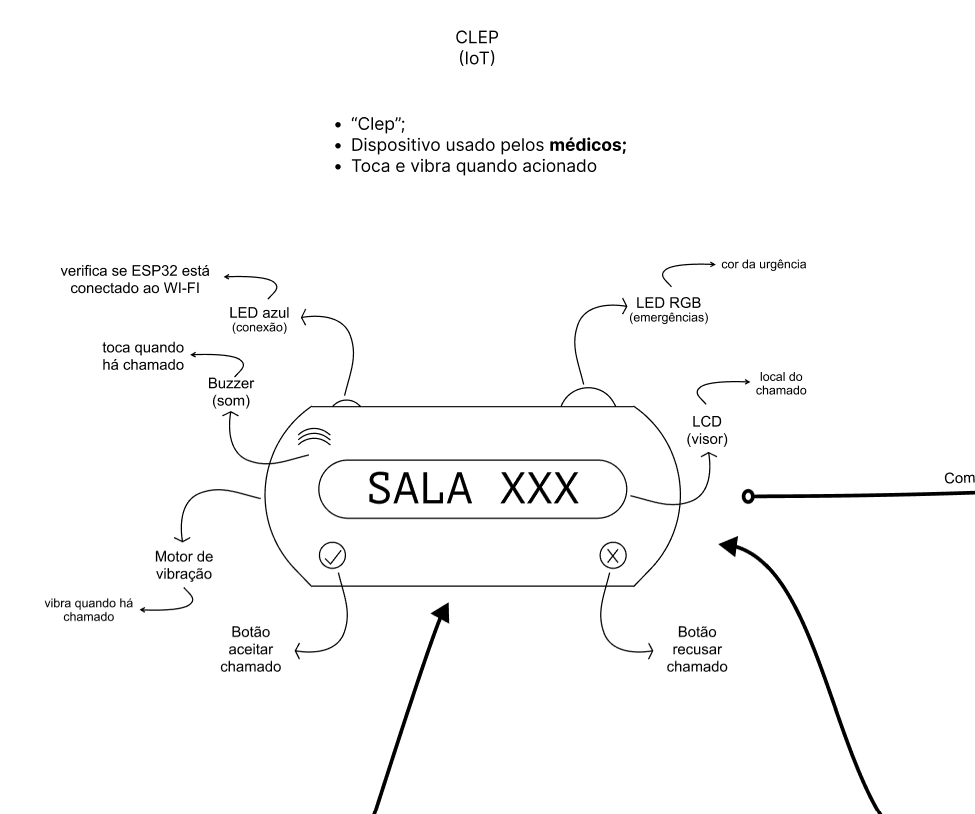 CLEP
(IoT)
“Clep”;
Dispositivo usado pelos médicos;
Toca e vibra quando acionado
verifica se ESP32 está
conectado ao WI-FI
LED azul
(conexão)
toca quando
há chamado
Buzzer
(som)
cor da urgência
LED RGB
(emergências)
local do
chamado
LCD
(visor)
SALA XXX
Com
Motor de
vibração
vibra quando há
chamado
Botão
aceitar
chamado
Botão
recusar
chamado